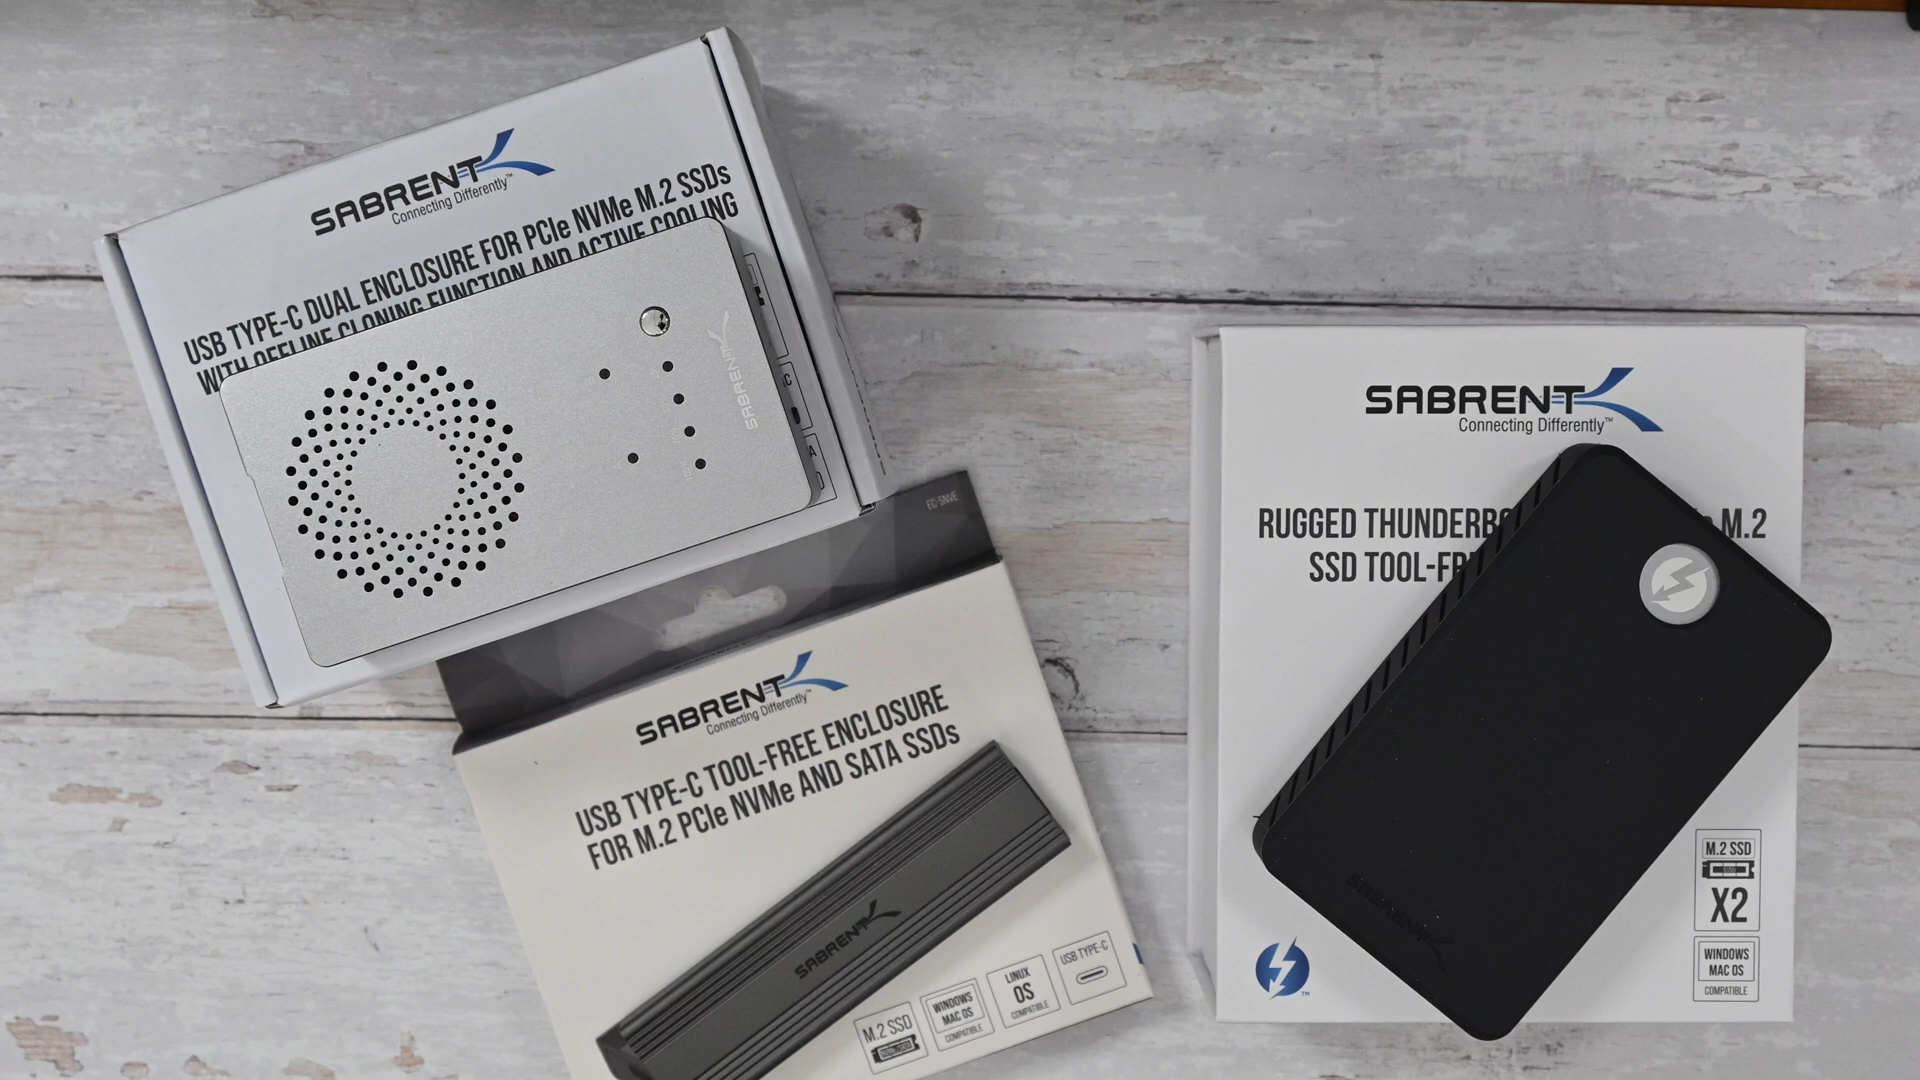 SABRENT
Connecting Differently™
USB TYPE-C DUAL ENCLOSURE FOR PCIe NVMe M.2 SSDs
WITH OFFLINE CLONING FUNCTION AND ACTIVE COOLING
SABRENT
C
A
EC-SNVE
SABRENT
Connecting Differently™
USB TYPE-C TOOL-FREE ENCLOSURE
FOR M.2 PCIe NVMe AND SATA SSDs
SABRENT
M.2 SSD
WINDOWS
MAC OS
COMPATIBLE
LINUX
OS
COMPATIBLE
USB TYPE-C
SABRENT
Connecting Differently™
RUGGED THUNDERB M.2
SSD TOOL-FR
SABRENT
M.2 SSD
X2
WINDOWS
MAC OS
COMPATIBLE
TM